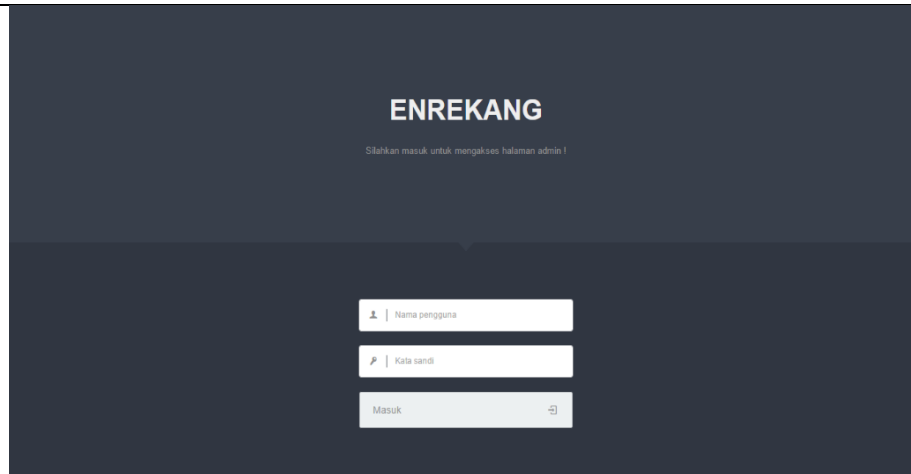 ENREKANG
Silahkan masuk untuk mengakses halaman admin !
Nama pengguna
Kata sandi
Masuk